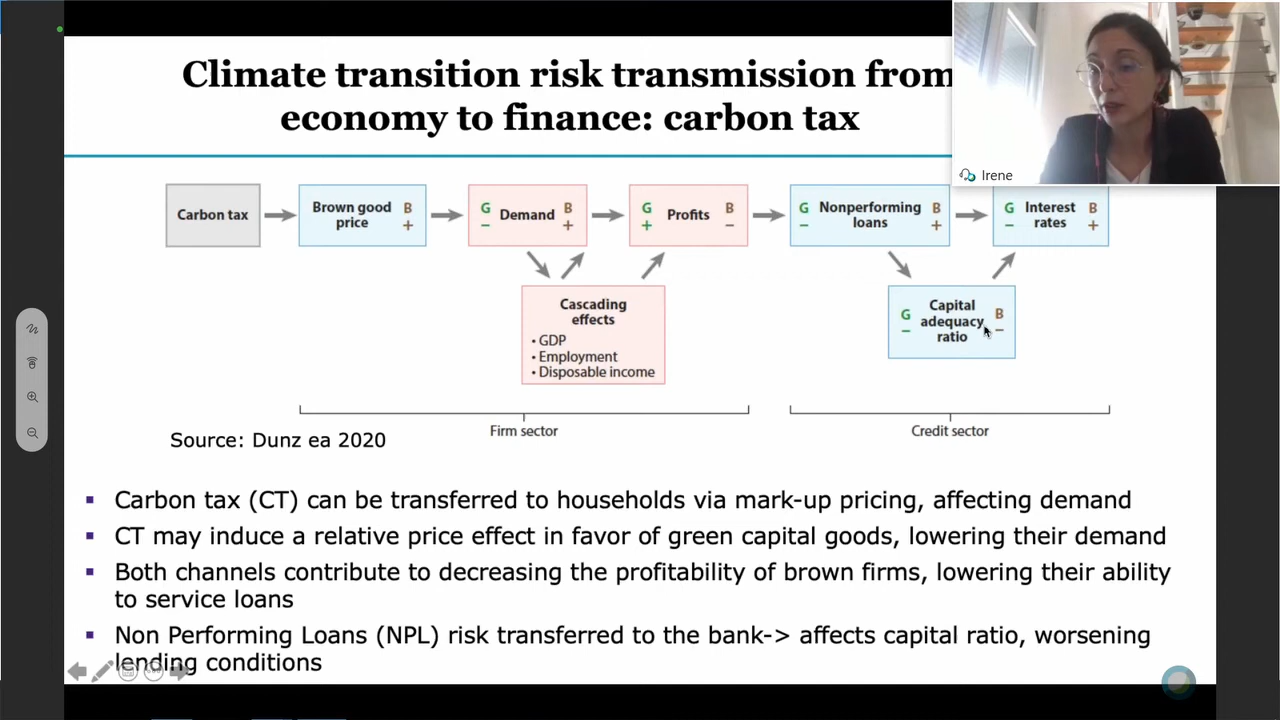 Climate transition risk transmission from
economy to finance: carbon tax
Irene
Carbon tax
Brown good
price
B
+
G
−
Demand
B
+
G
+
Profits
B
−
G
−
Nonperforming
loans
B
+
G
−
Interest
rates
B
+
Cascading
effects
• GDP
• Employment
• Disposable income
G
−
Capital
adequacy
ratio
B
−
Firm sector
Credit sector
Source: Dunz ea 2020
▪ Carbon tax (CT) can be transferred to households via mark-up pricing, affecting demand
▪ CT may induce a relative price effect in favor of green capital goods, lowering their demand
▪ Both channels contribute to decreasing the profitability of brown firms, lowering their ability
to service loans
▪ Non Performing Loans (NPL) risk transferred to the bank-> affects capital ratio, worsening
lending conditions